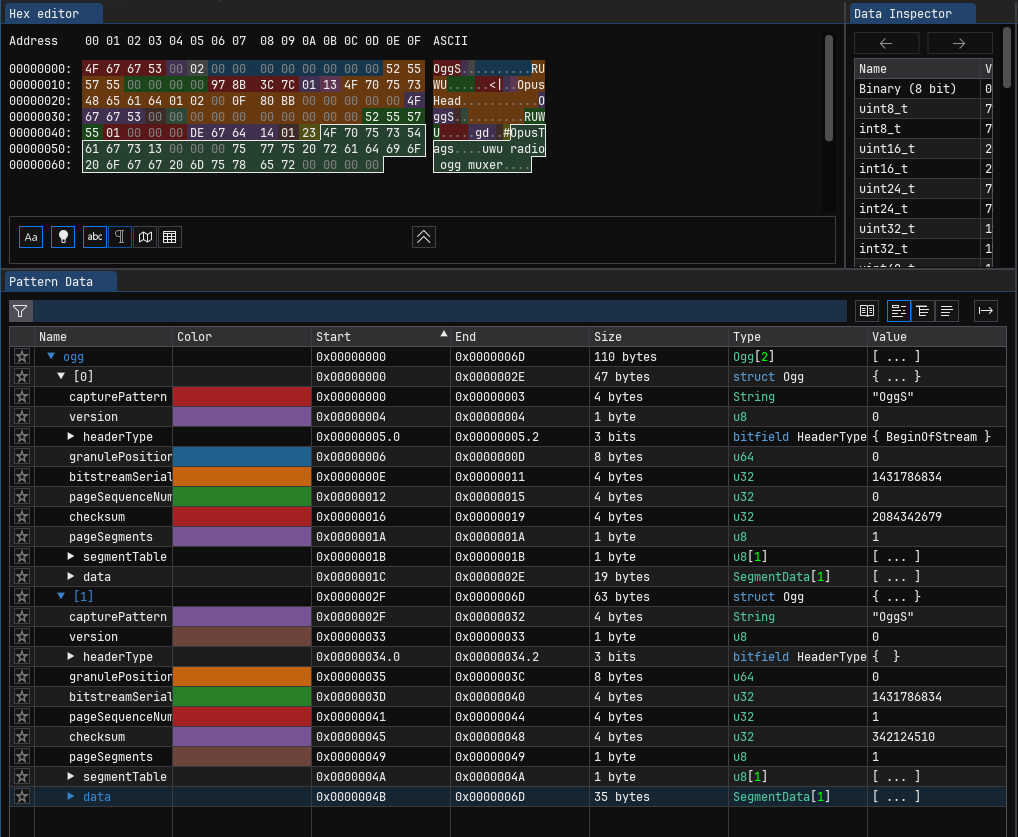 Hex editor
Address 00 01 02 03 04 05 06 07 08 09 0A 0B 0C 0D 0E 0F ASCII
00000000: 4F 67 67 53 00 02 00 00 00 00 00 00 00 00 52 55 OggS..........RU
00000010: 57 55 00 00 00 00 97 8B 3C 7C 01 13 4F 70 75 73 WU......<|..Opus
00000020: 48 65 61 64 01 02 00 0F 80 BB 00 00 00 00 00 4F Head...........O
00000030: 67 67 53 00 00 00 00 00 00 00 00 00 00 52 55 57 ggS..........RUW
00000040: 55 01 00 00 00 DE 67 64 14 01 23 4F 70 75 73 54 U.....gd..#OpusT
00000050: 61 67 73 13 00 00 00 75 77 75 20 72 61 64 69 6F ags....uwu radio
00000060: 20 6F 67 67 20 6D 75 78 65 72 00 00 00 00  ogg muxer....
Aa abc ¶
Data Inspector
← →
Name V
Binary (8 bit) 0
uint8_t 7
int8_t 7
uint16_t 2
int16_t 2
uint24_t 7
int24_t 7
uint32_t 1
int32_t 1
Pattern Data
Name Color Start End Size Type Value
ogg 0x00000000 0x0000006D 110 bytes Ogg[2] [ ... ]
[0] 0x00000000 0x0000002E 47 bytes struct Ogg { ... }
capturePattern 0x00000000 0x00000003 4 bytes String "OggS"
version 0x00000004 0x00000004 1 byte u8 0
headerType 0x00000005.0 0x00000005.2 3 bits bitfield HeaderType { BeginOfStream }
granulePosition 0x00000006 0x0000000D 8 bytes u64 0
bitstreamSerial 0x0000000E 0x00000011 4 bytes u32 1431786834
pageSequenceNum 0x00000012 0x00000015 4 bytes u32 0
checksum 0x00000016 0x00000019 4 bytes u32 2084342679
pageSegments 0x0000001A 0x0000001A 1 byte u8 1
segmentTable 0x0000001B 0x0000001B 1 byte u8[1] [ ... ]
data 0x0000001C 0x0000002E 19 bytes SegmentData[1] [ ... ]
[1] 0x0000002F 0x0000006D 63 bytes struct Ogg { ... }
capturePattern 0x0000002F 0x00000032 4 bytes String "OggS"
version 0x00000033 0x00000033 1 byte u8 0
headerType 0x00000034.0 0x00000034.2 3 bits bitfield HeaderType {  }
granulePosition 0x00000035 0x0000003C 8 bytes u64 0
bitstreamSerial 0x0000003D 0x00000040 4 bytes u32 1431786834
pageSequenceNum 0x00000041 0x00000044 4 bytes u32 1
checksum 0x00000045 0x00000048 4 bytes u32 342124510
pageSegments 0x00000049 0x00000049 1 byte u8 1
segmentTable 0x0000004A 0x0000004A 1 byte u8[1] [ ... ]
data 0x0000004B 0x0000006D 35 bytes SegmentData[1] [ ... ]